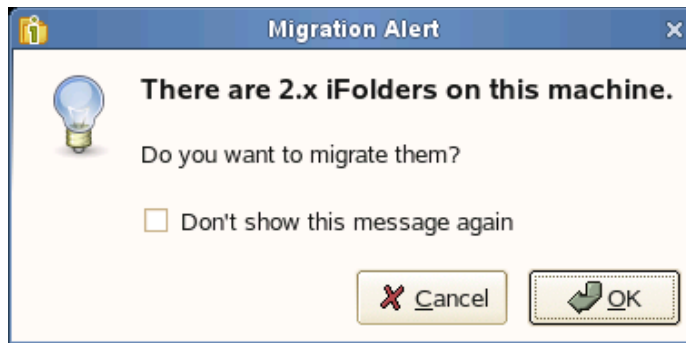 Migration Alert
There are 2.x iFolders on this machine.
Do you want to migrate them?
Don't show this message again
Cancel OK